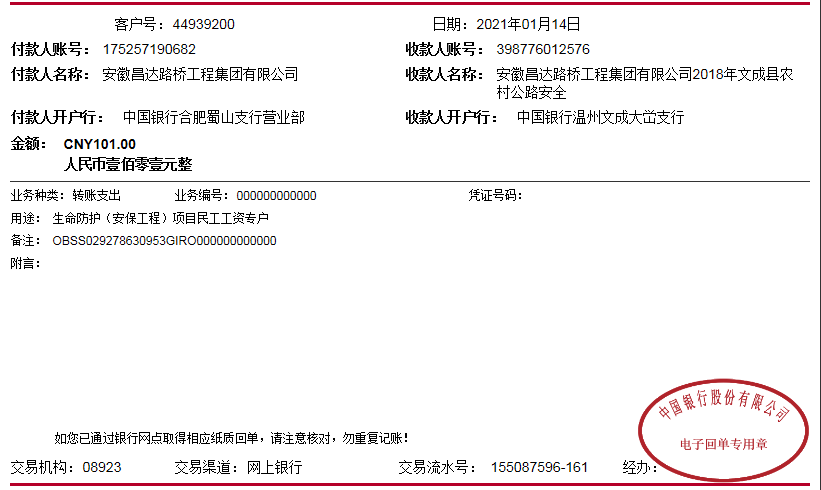 客户号：44939200 日期：2021年01月14日
付款人账号： 175257190682 收款人账号： 398776012576
付款人名称： 安徽昌达路桥工程集团有限公司 收款人名称： 安徽昌达路桥工程集团有限公司2018年文成县农
村公路安全
付款人开户行： 中国银行合肥蜀山支行营业部 收款人开户行： 中国银行温州文成大峃支行
金额： CNY101.00
人民币壹佰零壹元整
业务种类：转账支出 业务编号：000000000000 凭证号码：
用途： 生命防护（安保工程）项目民工工资专户
备注： OBSS029278630953GIRO000000000000
附言：
中国银行股份有限公司
电子回单专用章
如您已通过银行网点取得相应纸质回单，请注意核对，勿重复记账！
交易机构：08923 交易渠道：网上银行 交易流水号： 155087596-161 经办：